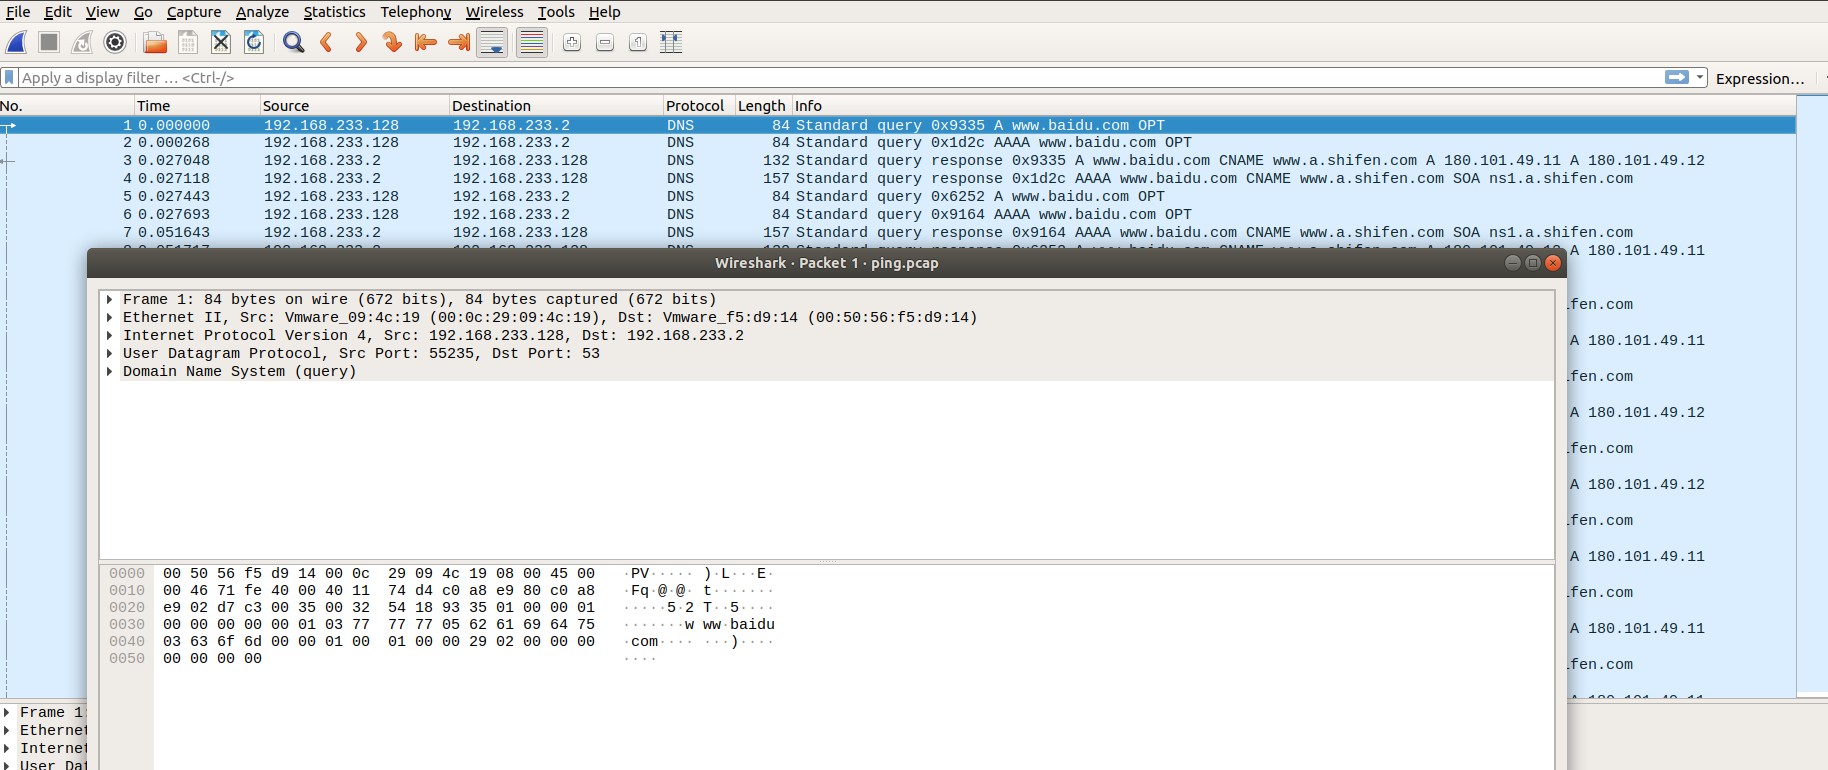 File Edit View Go Capture Analyze Statistics Telephony Wireless Tools Help
Apply a display filter … <Ctrl-/> Expression…
No. Time Source Destination Protocol Length Info
1 0.000000 192.168.233.128 192.168.233.2 DNS 84 Standard query 0x9335 A www.baidu.com OPT
2 0.000268 192.168.233.128 192.168.233.2 DNS 84 Standard query 0x1d2c AAAA www.baidu.com OPT
3 0.027048 192.168.233.2 192.168.233.128 DNS 132 Standard query response 0x9335 A www.baidu.com CNAME www.a.shifen.com A 180.101.49.11 A 180.101.49.12
4 0.027118 192.168.233.2 192.168.233.128 DNS 157 Standard query response 0x1d2c AAAA www.baidu.com CNAME www.a.shifen.com SOA ns1.a.shifen.com
5 0.027443 192.168.233.128 192.168.233.2 DNS 84 Standard query 0x6252 A www.baidu.com OPT
6 0.027693 192.168.233.128 192.168.233.2 DNS 84 Standard query 0x9164 AAAA www.baidu.com OPT
7 0.051643 192.168.233.2 192.168.233.128 DNS 157 Standard query response 0x9164 AAAA www.baidu.com CNAME www.a.shifen.com SOA ns1.a.shifen.com
A 180.101.49.11
Wireshark · Packet 1 · ping.pcap
Frame 1: 84 bytes on wire (672 bits), 84 bytes captured (672 bits)
Ethernet II, Src: Vmware_09:4c:19 (00:0c:29:09:4c:19), Dst: Vmware_f5:d9:14 (00:50:56:f5:d9:14)
Internet Protocol Version 4, Src: 192.168.233.128, Dst: 192.168.233.2
User Datagram Protocol, Src Port: 55235, Dst Port: 53
Domain Name System (query)
fen.com
A 180.101.49.11
fen.com
A 180.101.49.12
fen.com
A 180.101.49.12
fen.com
A 180.101.49.11
fen.com
A 180.101.49.11
fen.com
A 180.101.49.11
0000 00 50 56 f5 d9 14 00 0c 29 09 4c 19 08 00 45 00 ·PV····· )·L···E·
0010 00 46 71 fe 40 00 40 11 74 d4 c0 a8 e9 80 c0 a8 ·Fq·@·@· t·······
0020 e9 02 d7 c3 00 35 00 32 54 18 93 35 01 00 00 01 ·····5·2 T··5····
0030 00 00 00 00 00 01 03 77 77 77 05 62 61 69 64 75 ·······w ww·baidu
0040 03 63 6f 6d 00 00 01 00 01 00 00 29 02 00 00 00 ·com···· ···)····
0050 00 00 00 00 ····
Frame 1:
Ethernet
Internet
User Dat